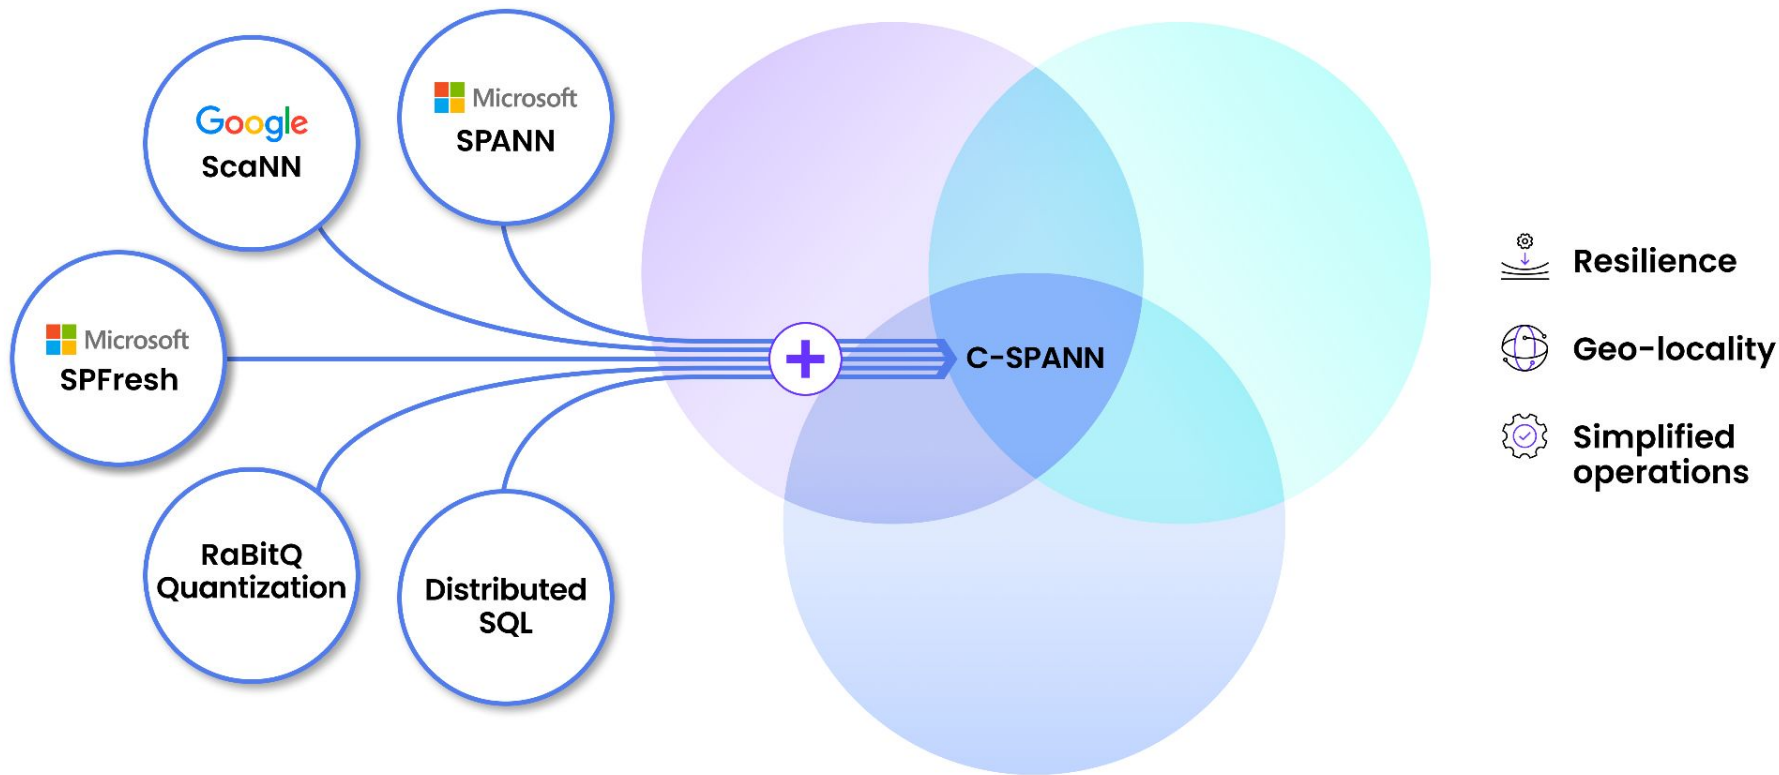 Google
ScaNN
Microsoft
SPANN
Microsoft
SPFresh
RaBitQ
Quantization
Distributed
SQL
C-SPANN
Resilience
Geo-locality
Simplified
operations